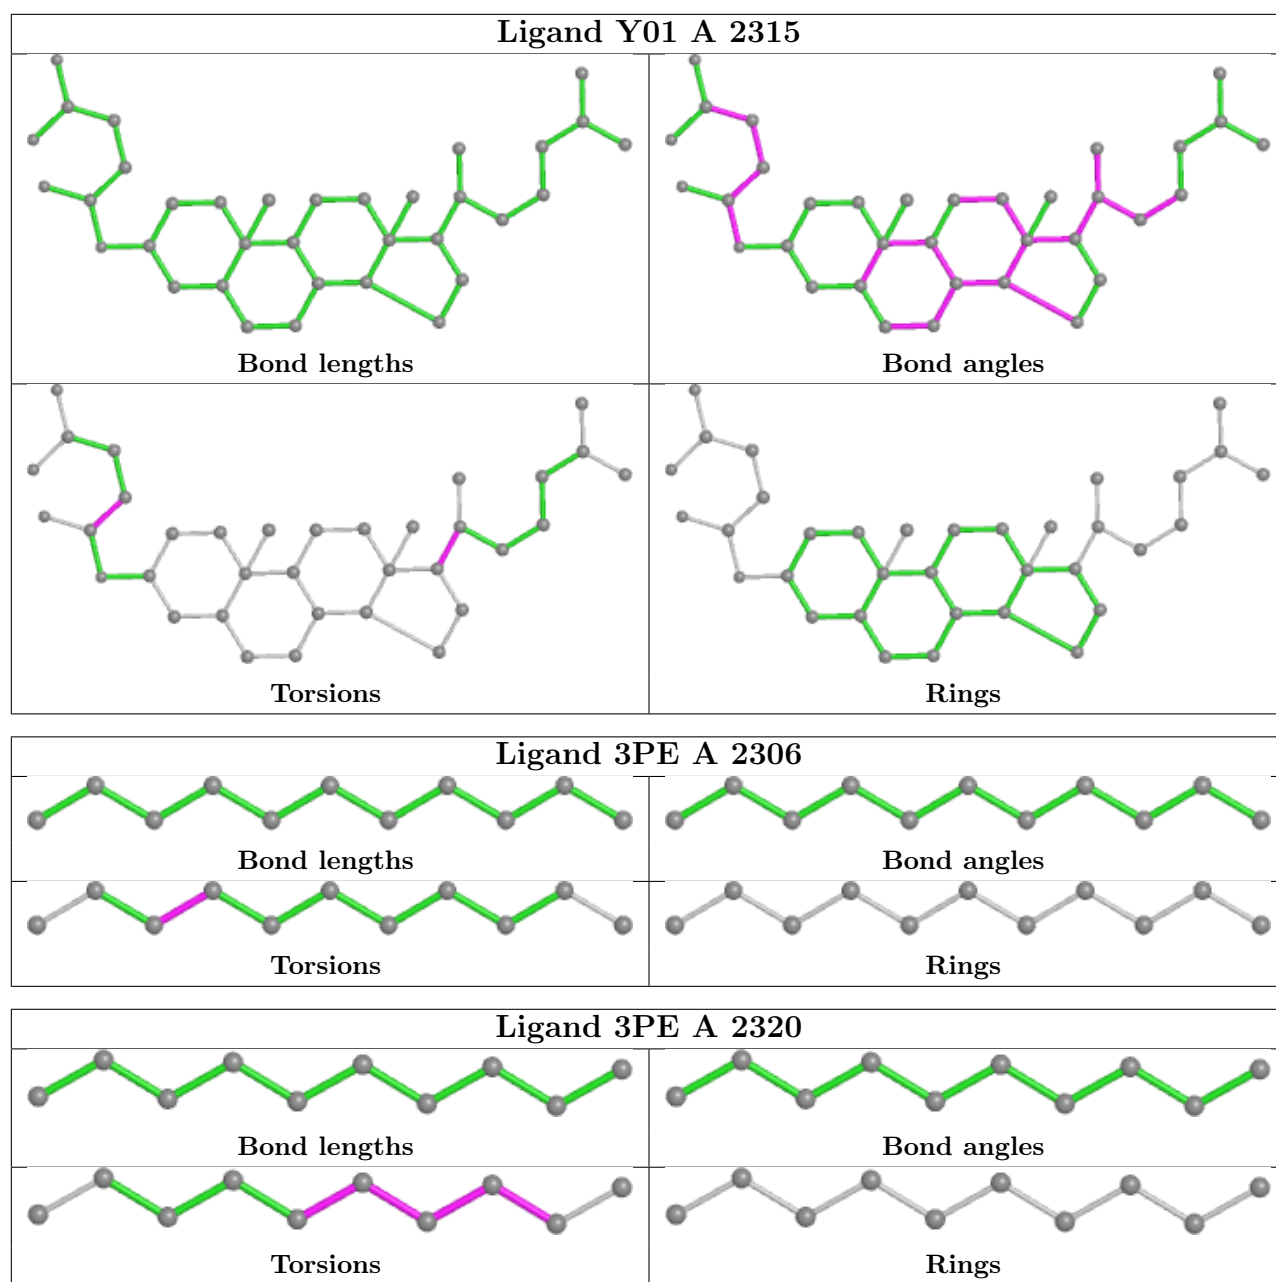 Ligand Y01 A 2315
Bond lengths
Bond angles
Torsions
Rings
Ligand 3PE A 2306
Bond lengths
Bond angles
Torsions
Rings
Ligand 3PE A 2320
Bond lengths
Bond angles
Torsions
Rings